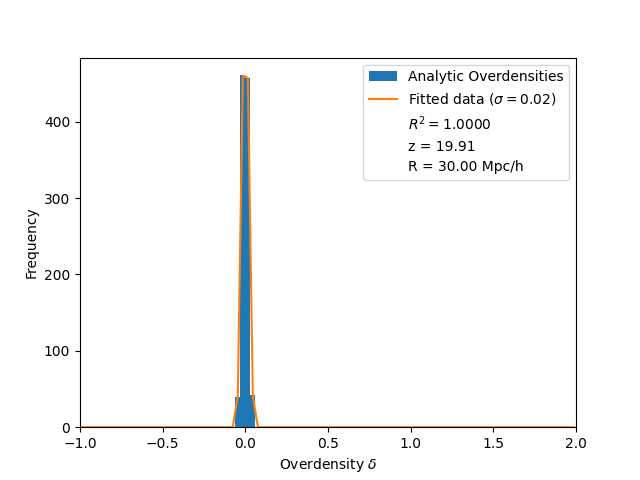 Analytic Overdensities
Fitted data (σ = 0.02)
R² = 1.0000
z = 19.91
R = 30.00 Mpc/h
400
300
200
100
0
Frequency
−1.0 −0.5 0.0 0.5 1.0 1.5 2.0
Overdensity δ